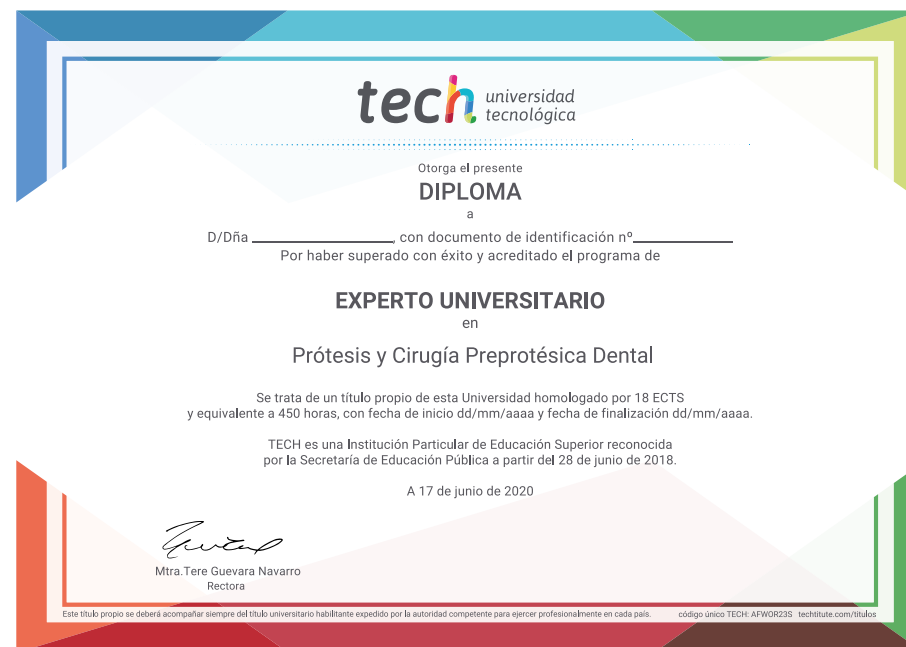 tech universidad
tecnológica
Otorga el presente
DIPLOMA
a
D/Dña ________________, con documento de identificación nº____________
Por haber superado con éxito y acreditado el programa de
EXPERTO UNIVERSITARIO
en
Prótesis y Cirugía Preprotésica Dental
Se trata de un título propio de esta Universidad homologado por 18 ECTS
y equivalente a 450 horas, con fecha de inicio dd/mm/aaaa y fecha de finalización dd/mm/aaaa.
TECH es una Institución Particular de Educación Superior reconocida
por la Secretaría de Educación Pública a partir del 28 de junio de 2018.
A 17 de junio de 2020
Mtra.Tere Guevara Navarro
Rectora
Este título propio se deberá acompañar siempre del título universitario habilitante expedido por la autoridad competente para ejercer profesionalmente en cada país. código único TECH: AFWOR23S techtitute.com/titulos